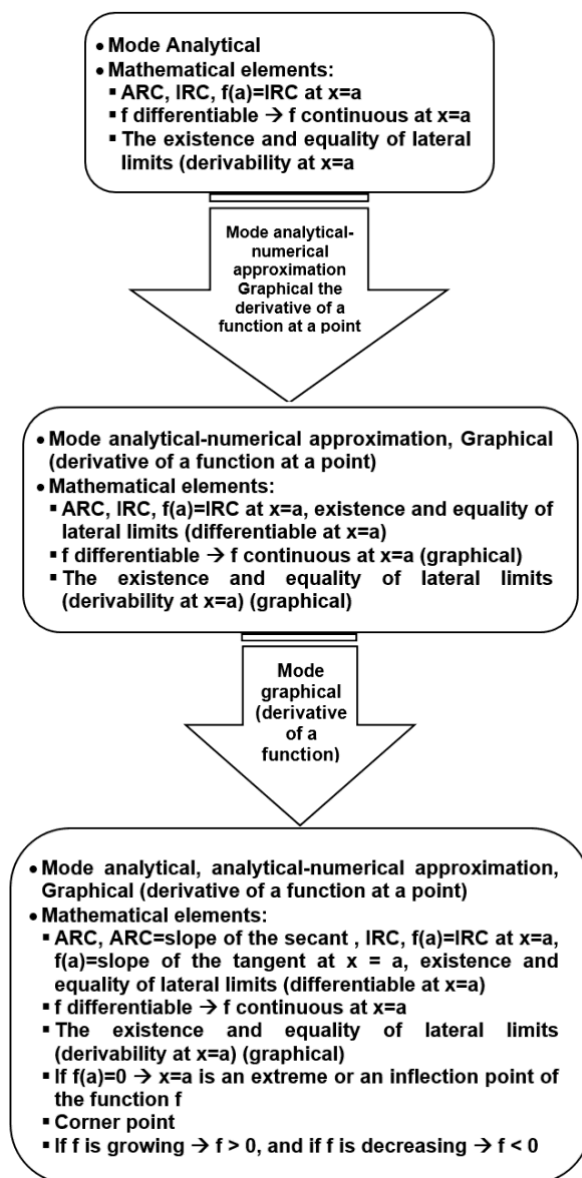 • Mode Analytical
• Mathematical elements:
▪ ARC, IRC, f(a)=IRC at x=a
▪ f differentiable → f continuous at x=a
▪ The existence and equality of lateral
limits (derivability at x=a
Mode analytical-
numerical
approximation
Graphical the
derivative of a
function at a point
• Mode analytical-numerical approximation, Graphical
(derivative of a function at a point)
• Mathematical elements:
▪ ARC, IRC, f(a)=IRC at x=a, existence and equality of
lateral limits (differentiable at x=a)
▪ f differentiable → f continuous at x=a (graphical)
▪ The existence and equality of lateral limits
(derivability at x=a) (graphical)
Mode
graphical
(derivative
of a
function)
• Mode analytical, analytical-numerical approximation,
Graphical (derivative of a function at a point)
• Mathematical elements:
▪ ARC, ARC=slope of the secant , IRC, f(a)=IRC at x=a,
f(a)=slope of the tangent at x = a, existence and
equality of lateral limits (differentiable at x=a)
▪ f differentiable → f continuous at x=a
▪ The existence and equality of lateral limits
(derivability at x=a) (graphical)
▪ If f(a)=0 → x=a is an extreme or an inflection point of
the function f
▪ Corner point
▪ If f is growing → f > 0, and if f is decreasing → f < 0